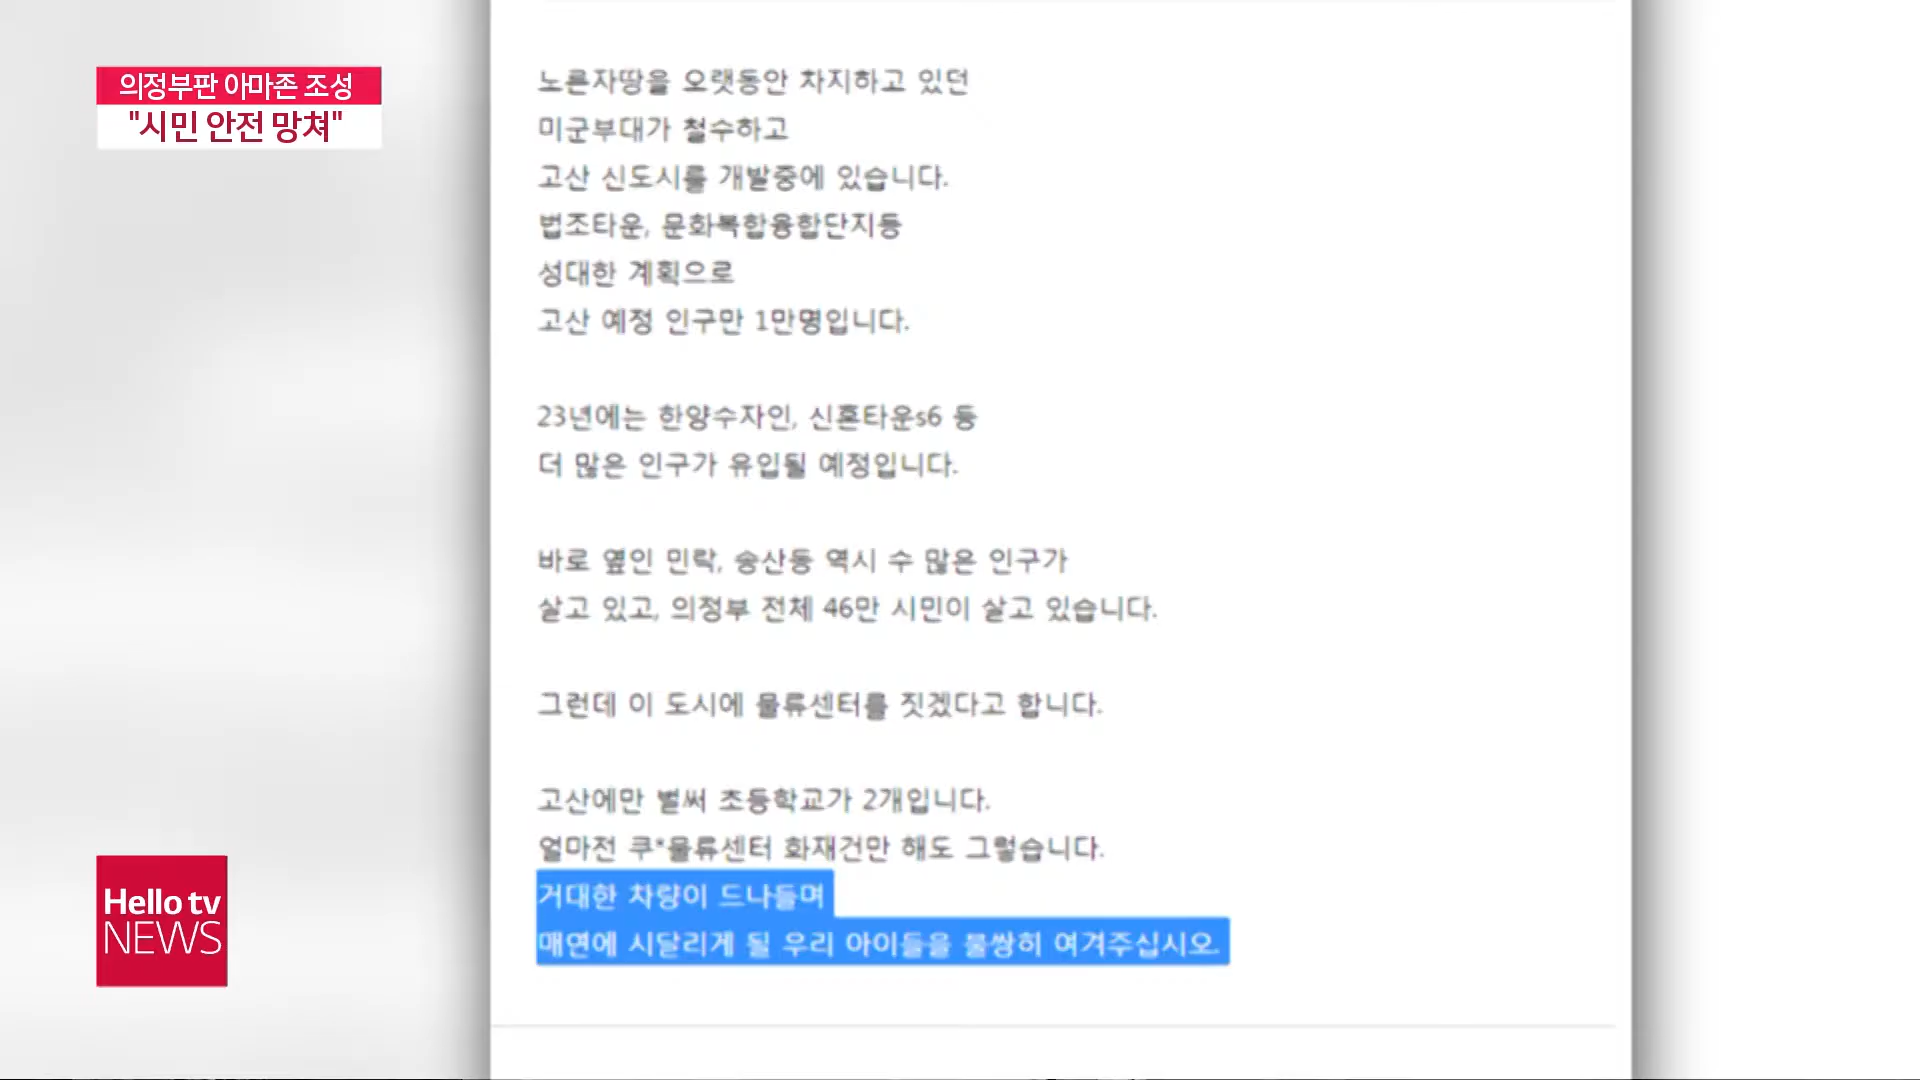 의정부판 아마존 조성
"시민 안전 망쳐"
노른자땅을 오랫동안 차지하고 있던
미군부대가 철수하고
고산 신도시를 개발중에 있습니다.
법조타운, 문화복합융합단지등
성대한 계획으로
고산 예정 인구만 1만명입니다.
23년에는 한양수자인, 신혼타운s6 등
더 많은 인구가 유입될 예정입니다.
바로 옆인 민락, 송산등 역시 수 많은 인구가
살고 있고, 의정부 전체 46만 시민이 살고 있습니다.
그런데 이 도시에 물류센터를 짓겠다고 합니다.
고산에만 벌써 초등학교가 2개입니다.
얼마전 쿠*물류센터 화재건만 해도 그렇습니다.
거대한 차량이 드나들며
매연에 시달리게 될 우리 아이들을 불쌍히 여겨주십시오.
Hello tv
NEWS